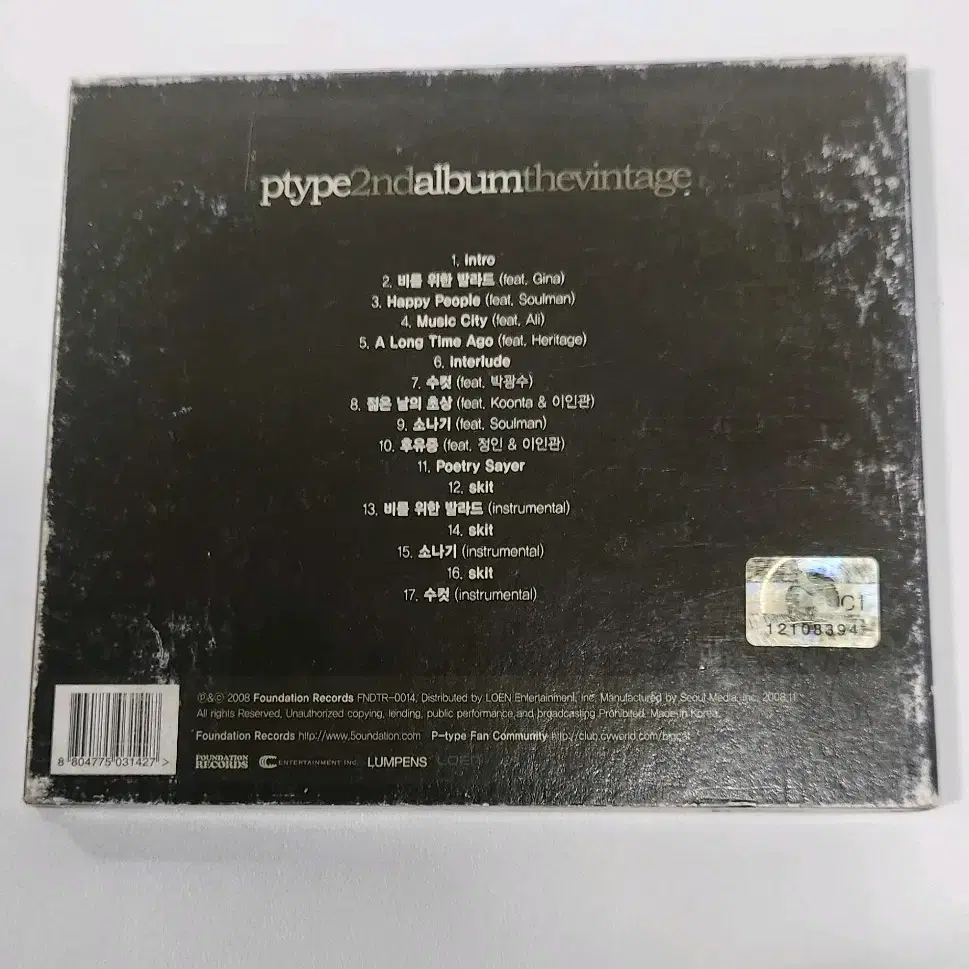 ptype2ndalbumthevintage
1. Intro
2. 비를 위한 발라드 (feat. Gina)
3. Happy People (feat. Soulman)
4. Music City (feat. Ali)
5. A Long Time Ago (feat. Heritage)
6. Interlude
7. 수컷 (feat. 박광수)
8. 젊은 날의 초상 (feat. Koonta & 이인관)
9. 소나기 (feat. Soulman)
10. 후유증 (feat. 정인 & 이인관)
11. Poetry Sayer
12. skit
13. 비를 위한 발라드 (instrumental)
14. skit
15. 소나기 (instrumental)
16. skit
17. 수컷 (instrumental)
12108394
℗&© 2008 Foundation Records FNDTR-0014. Distributed by LOEN Entertainment, Inc. Manufactured by Seoul Media, Inc. 2008.11
All rights Reserved. Unauthorized copying, lending, public performance and broadcasting Prohibited. Made in Korea.
Foundation Records http://www.5oundation.com P-type Fan Community http://club.cyworld.com/bigcat
8 804775 031427 >
FOUNDATION RECORDS ENTERTAINMENT INC. LUMPENS LOEN